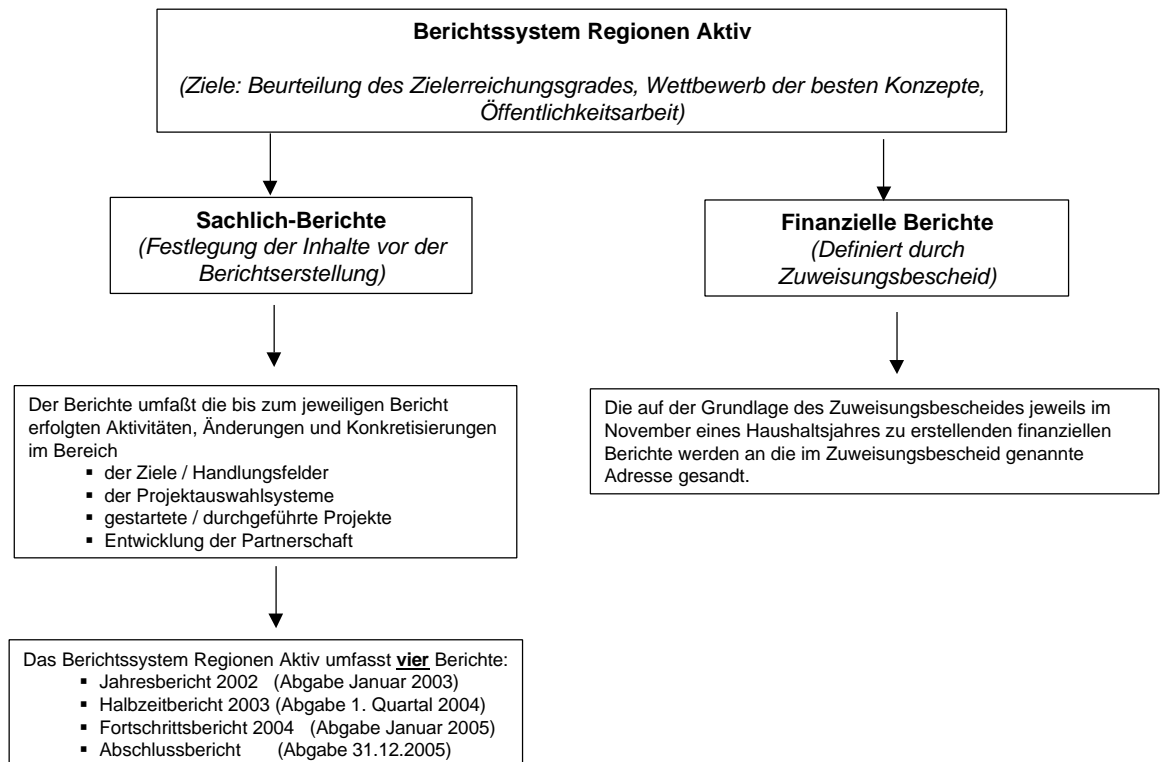 Berichtssystem Regionen Aktiv
(Ziele: Beurteilung des Zielerreichungsgrades, Wettbewerb der besten Konzepte,
Öffentlichkeitsarbeit)
Sachlich-Berichte
(Festlegung der Inhalte vor der
Berichtserstellung)
Finanzielle Berichte
(Definiert durch
Zuweisungsbescheid)
Der Berichte umfaßt die bis zum jeweiligen Bericht
erfolgten Aktivitäten, Änderungen und Konkretisierungen
im Bereich
▪ der Ziele / Handlungsfelder
▪ der Projektauswahlsysteme
▪ gestartete / durchgeführte Projekte
▪ Entwicklung der Partnerschaft
Die auf der Grundlage des Zuweisungsbescheides jeweils im
November eines Haushaltsjahres zu erstellenden finanziellen
Berichte werden an die im Zuweisungsbescheid genannte
Adresse gesandt.
Das Berichtssystem Regionen Aktiv umfasst vier Berichte:
▪ Jahresbericht 2002 (Abgabe Januar 2003)
▪ Halbzeitbericht 2003 (Abgabe 1. Quartal 2004)
▪ Fortschrittsbericht 2004 (Abgabe Januar 2005)
▪ Abschlussbericht (Abgabe 31.12.2005)